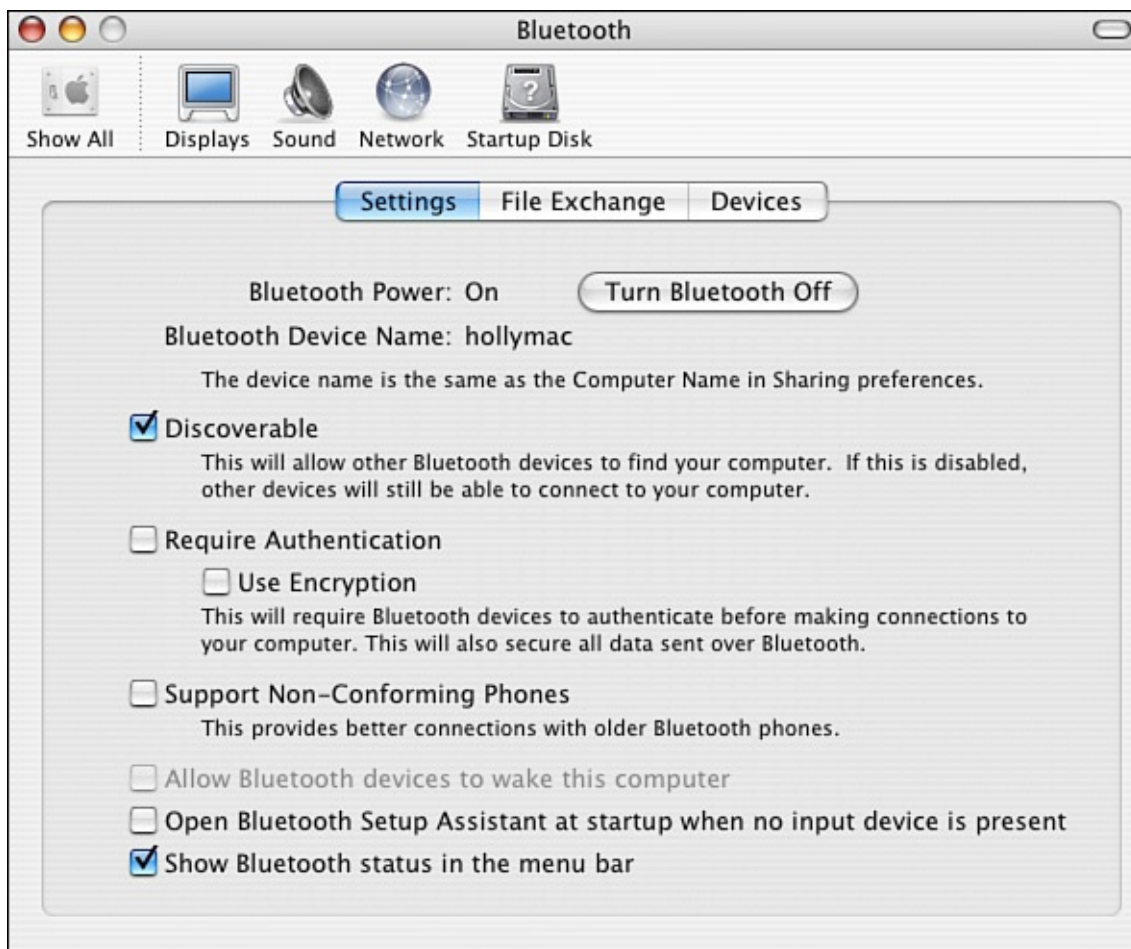 Bluetooth
Show All Displays Sound Network Startup Disk
Settings File Exchange Devices
Bluetooth Power: On Turn Bluetooth Off
Bluetooth Device Name: hollymac
The device name is the same as the Computer Name in Sharing preferences.
Discoverable
This will allow other Bluetooth devices to find your computer. If this is disabled,
other devices will still be able to connect to your computer.
Require Authentication
Use Encryption
This will require Bluetooth devices to authenticate before making connections to
your computer. This will also secure all data sent over Bluetooth.
Support Non-Conforming Phones
This provides better connections with older Bluetooth phones.
Allow Bluetooth devices to wake this computer
Open Bluetooth Setup Assistant at startup when no input device is present
Show Bluetooth status in the menu bar